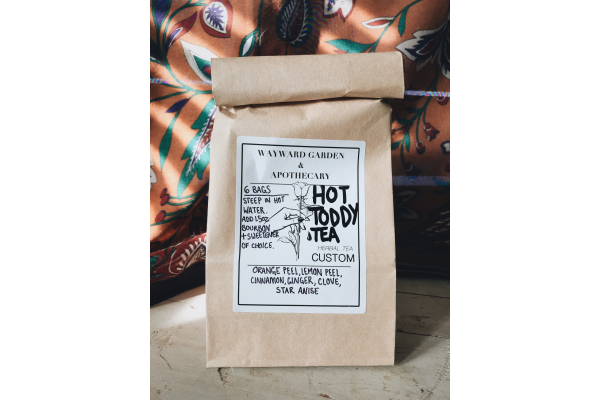 WAYWARD GARDEN
&
APOTHECARY
6 BAGS
STEEP IN HOT
WATER.
ADD 1.5OZ
BOURBON
+ SWEETENER
OF CHOICE.
HOT
TODDY
TEA
HERBAL TEA
CUSTOM
ORANGE PEEL, LEMON PEEL,
CINNAMON, GINGER, CLOVE,
STAR ANISE